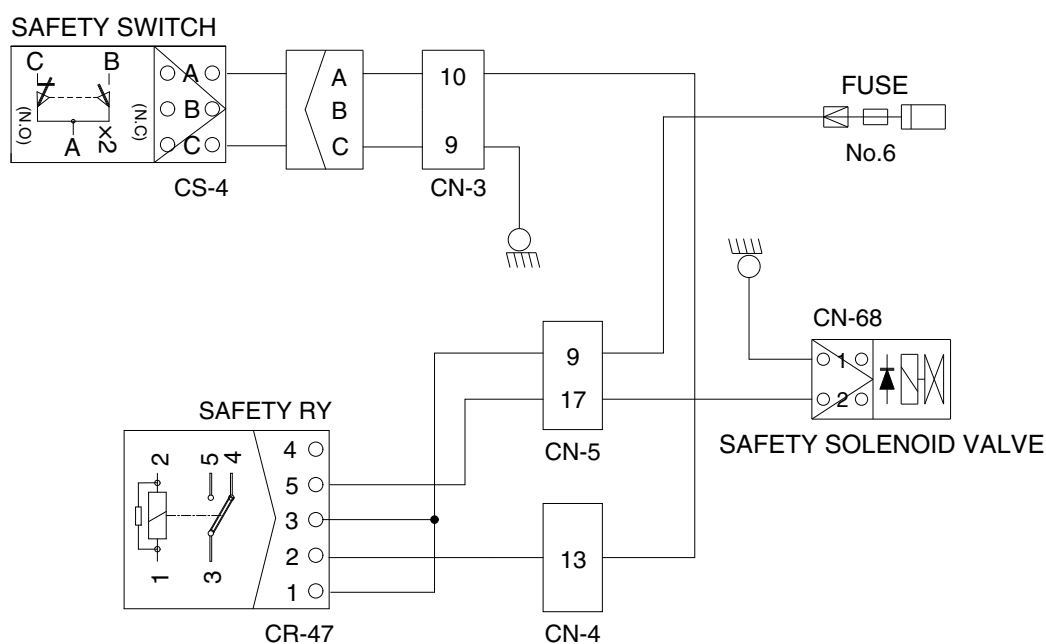 SAFETY SWITCH
C B
(N.O)
(N.C)
A ×2
A
B
C
CS-4
A
B
C
10
9
CN-3
FUSE
No.6
CN-68
1
2
SAFETY SOLENOID VALVE
9
17
CN-5
SAFETY RY
2 5 4
1 3
4
5
3
2
1
CR-47
13
CN-4